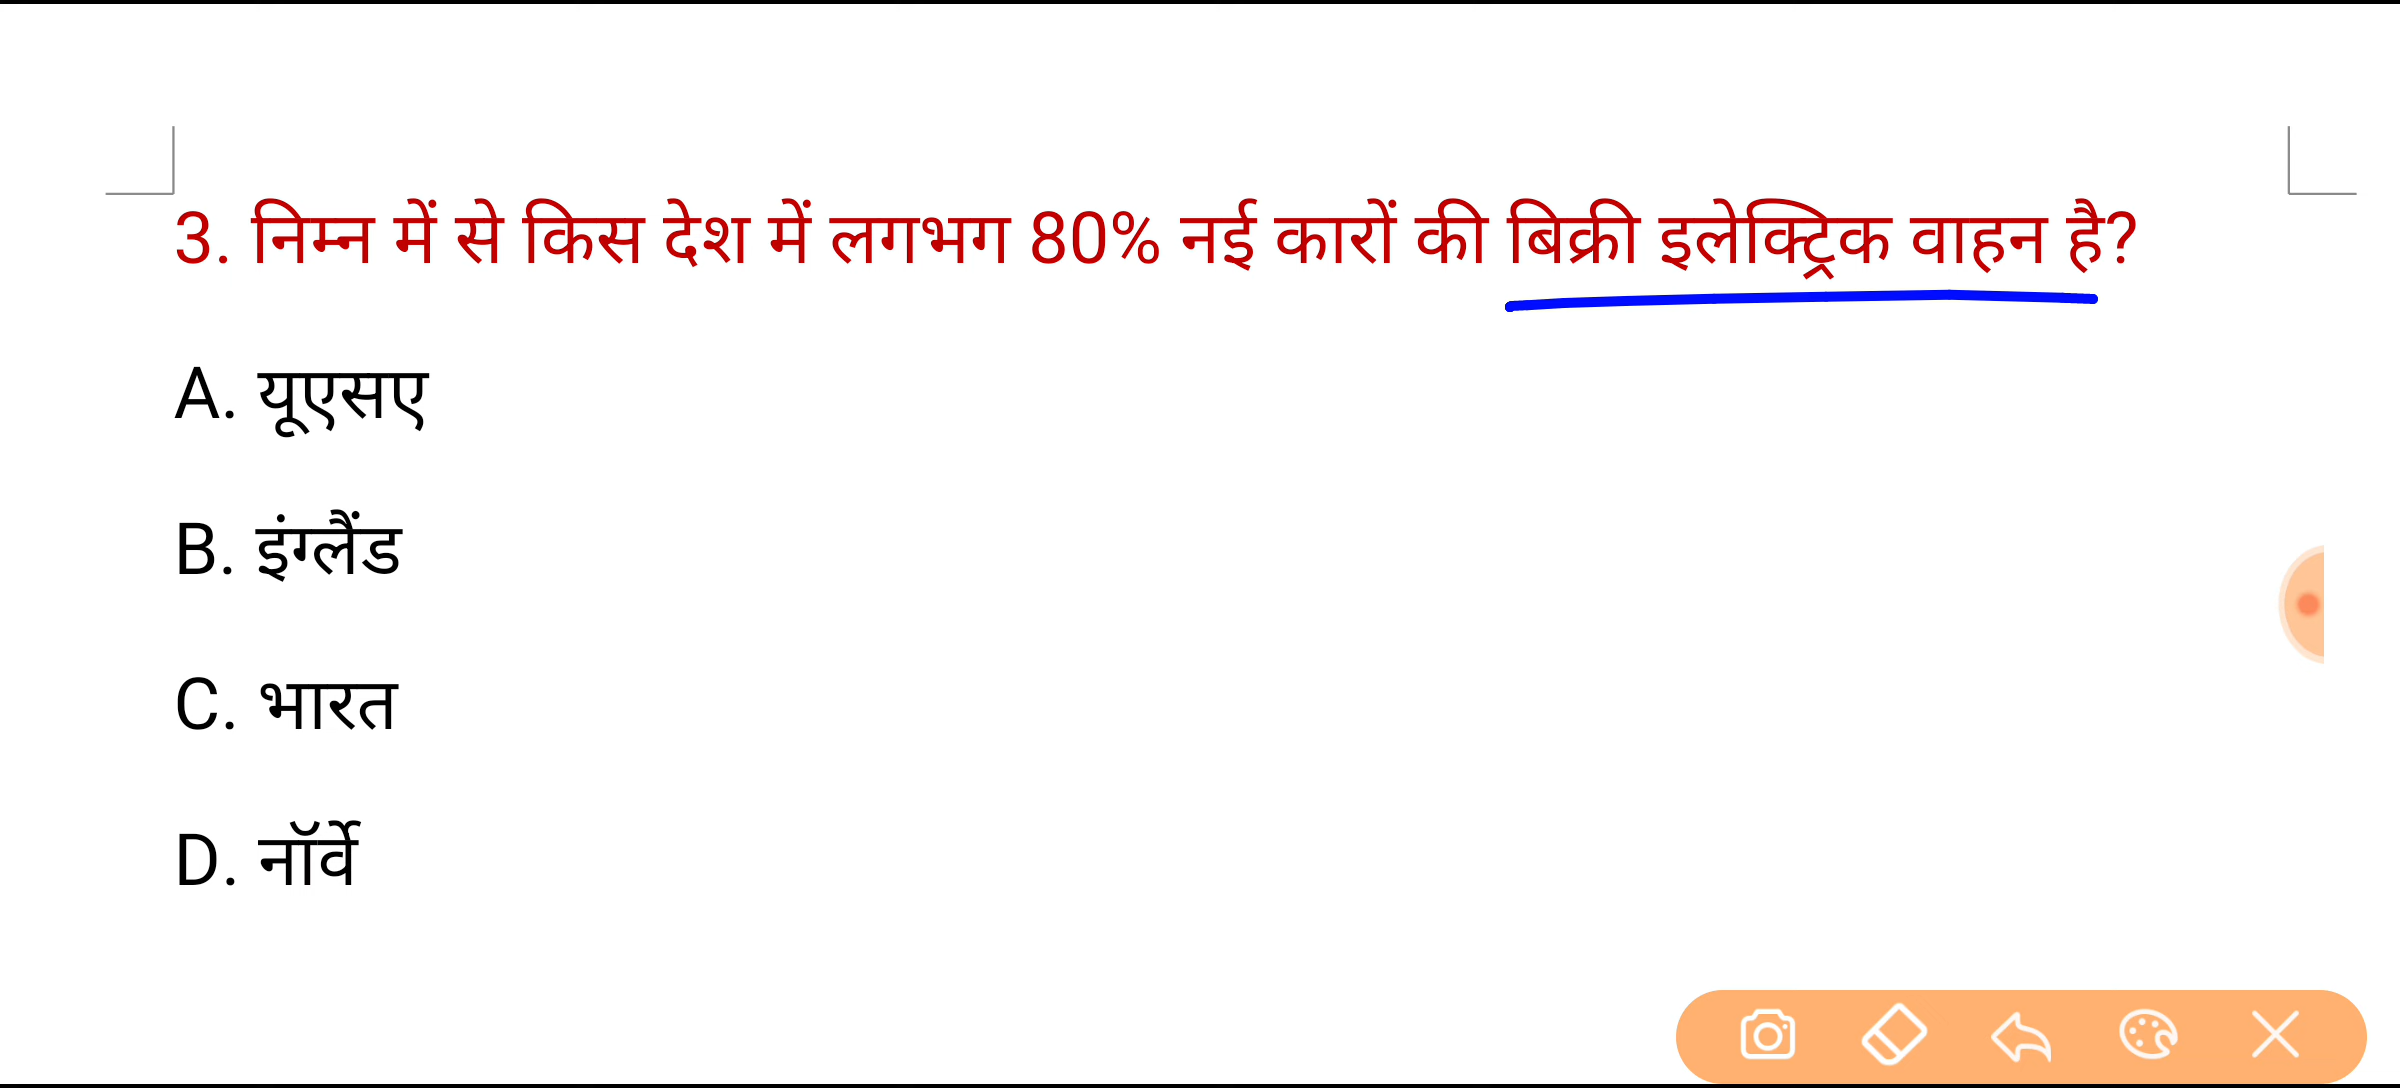 3. निम्न में से किस देश में लगभग 80% नई कारों की बिक्री इलेक्ट्रिक वाहन है?
A. यूएसए
B. इंग्लैंड
C. भारत
D. नॉर्वे